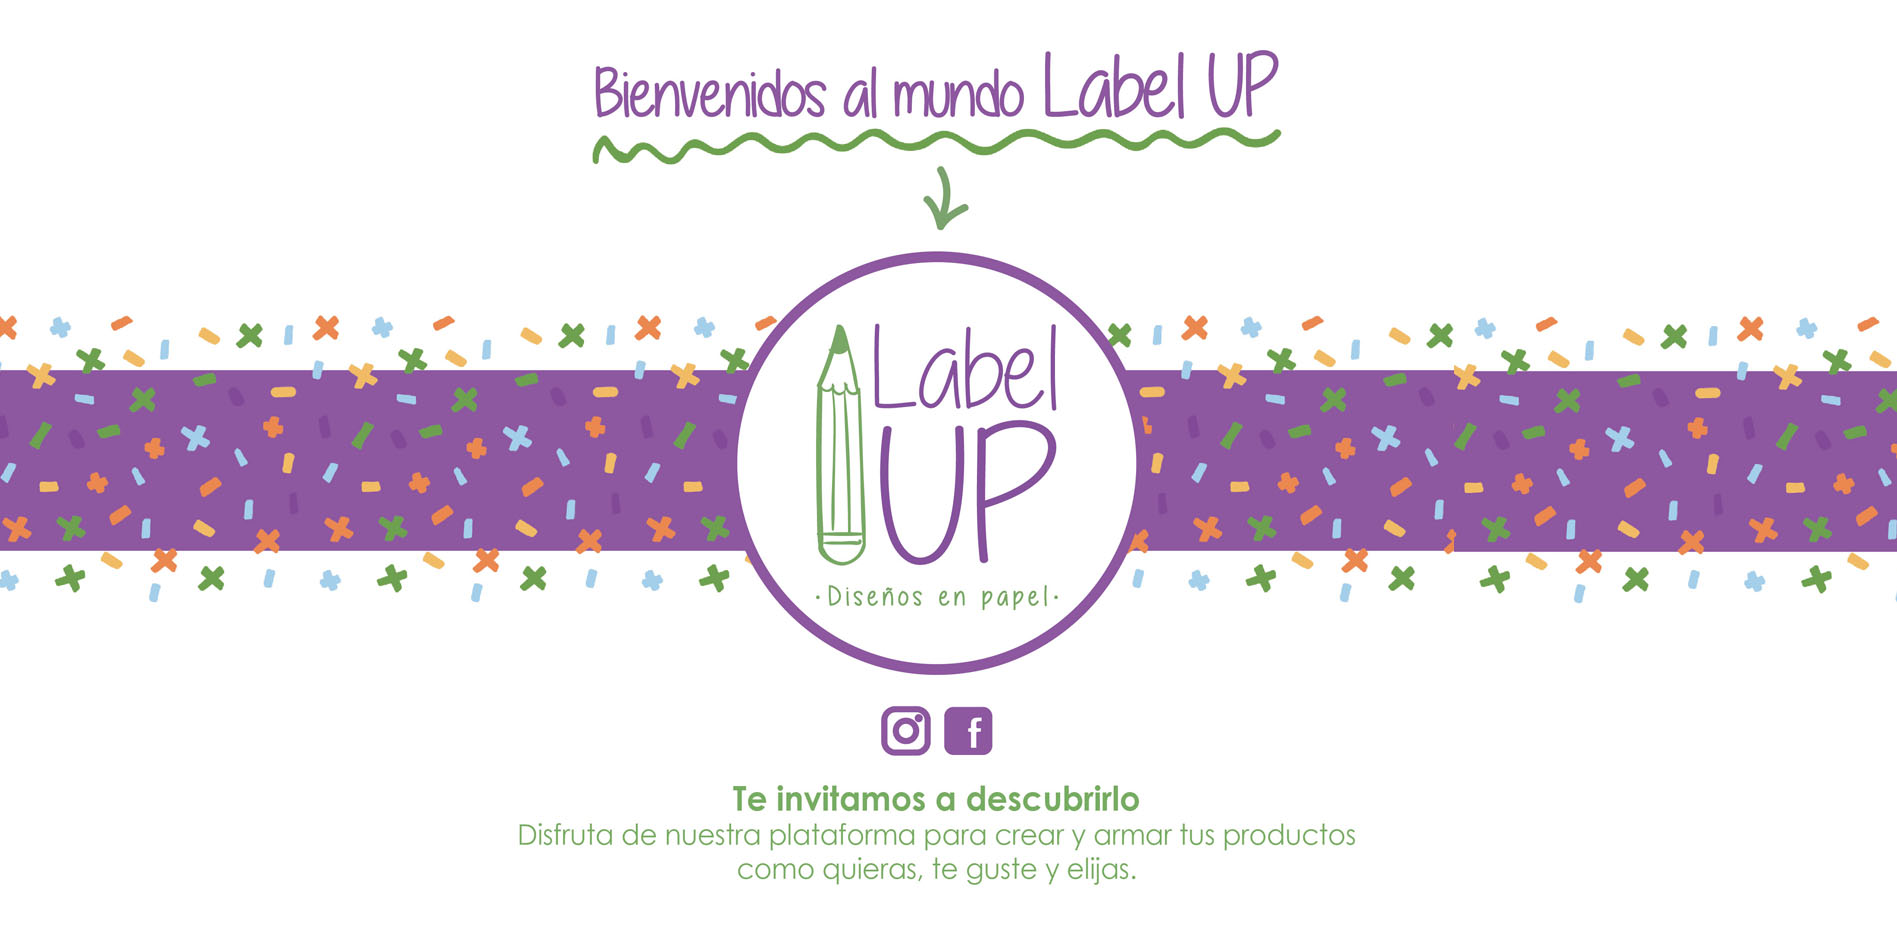 Bienvenidos al mundo Label UP
Label
UP
·Diseños en papel·
Te invitamos a descubrirlo
Disfruta de nuestra plataforma para crear y armar tus productos
como quieras, te guste y elijas.